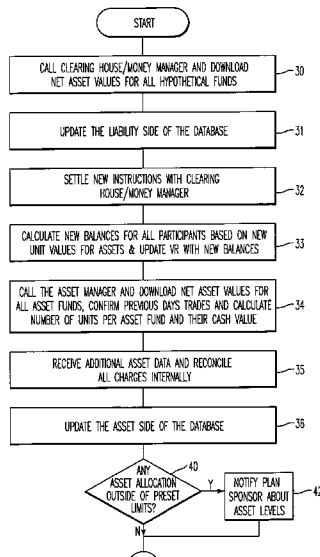 START
CALL CLEARING HOUSE/MONEY MANAGER AND DOWNLOAD
NET ASSET VALUES FOR ALL HYPOTHETICAL FUNDS
30
UPDATE THE LIABILITY SIDE OF THE DATABASE
31
SETTLE NEW INSTRUCTIONS WITH CLEARING
HOUSE/MONEY MANAGER
32
CALCULATE NEW BALANCES FOR ALL PARTICIPANTS BASED ON NEW
UNIT VALUES FOR ASSETS & UPDATE VR WITH NEW BALANCES
33
CALL THE ASSET MANAGER AND DOWNLOAD NET ASSET VALUES FOR
ALL ASSET FUNDS, CONFIRM PREVIOUS DAYS TRADES AND CALCULATE
NUMBER OF UNITS PER ASSET FUND AND THEIR CASH VALUE
34
RECEIVE ADDITIONAL ASSET DATA AND RECONCILE
ALL CHARGES INTERNALLY
35
UPDATE THE ASSET SIDE OF THE DATABASE
36
ANY
ASSET ALLOCATION
OUTSIDE OF PRESET
LIMITS?
40
Y
N
NOTIFY PLAN
SPONSOR ABOUT
ASSET LEVELS
42